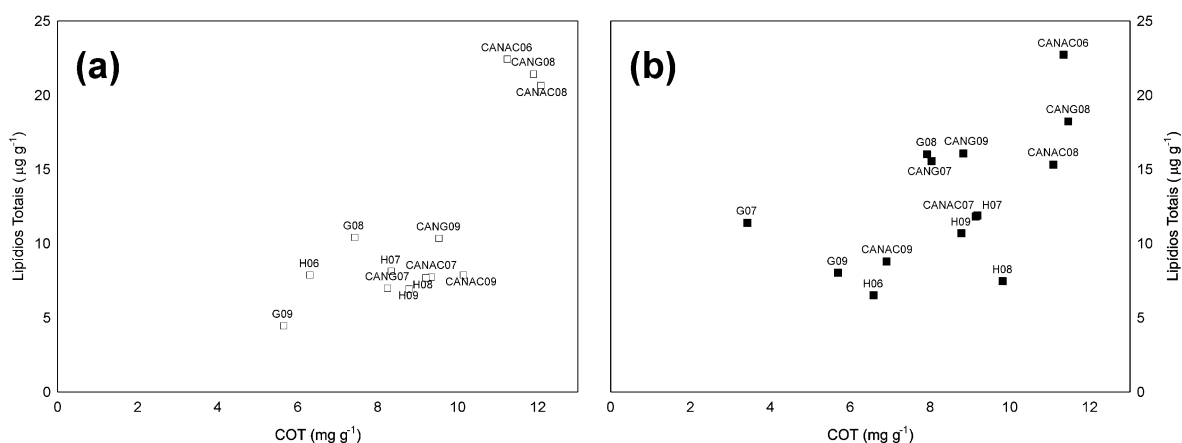 (a)
25
20
15
10
5
0
Lipídios Totais ( µg g-1)
CANAC06
CANG08
CANAC08
G08
CANG09
H06
H07
CANAC07
CANG07
H08
CANAC09
H09
G09
0 2 4 6 8 10 12
COT (mg g-1)
(b)
CANAC06
CANG08
G08
CANG09
CANAC08
CANG07
G07
CANAC07
H07
H09
CANAC09
G09
H08
H06
0 2 4 6 8 10 12
COT (mg g-1)
25
20
15
10
5
0
Lipídios Totais ( µg g-1)